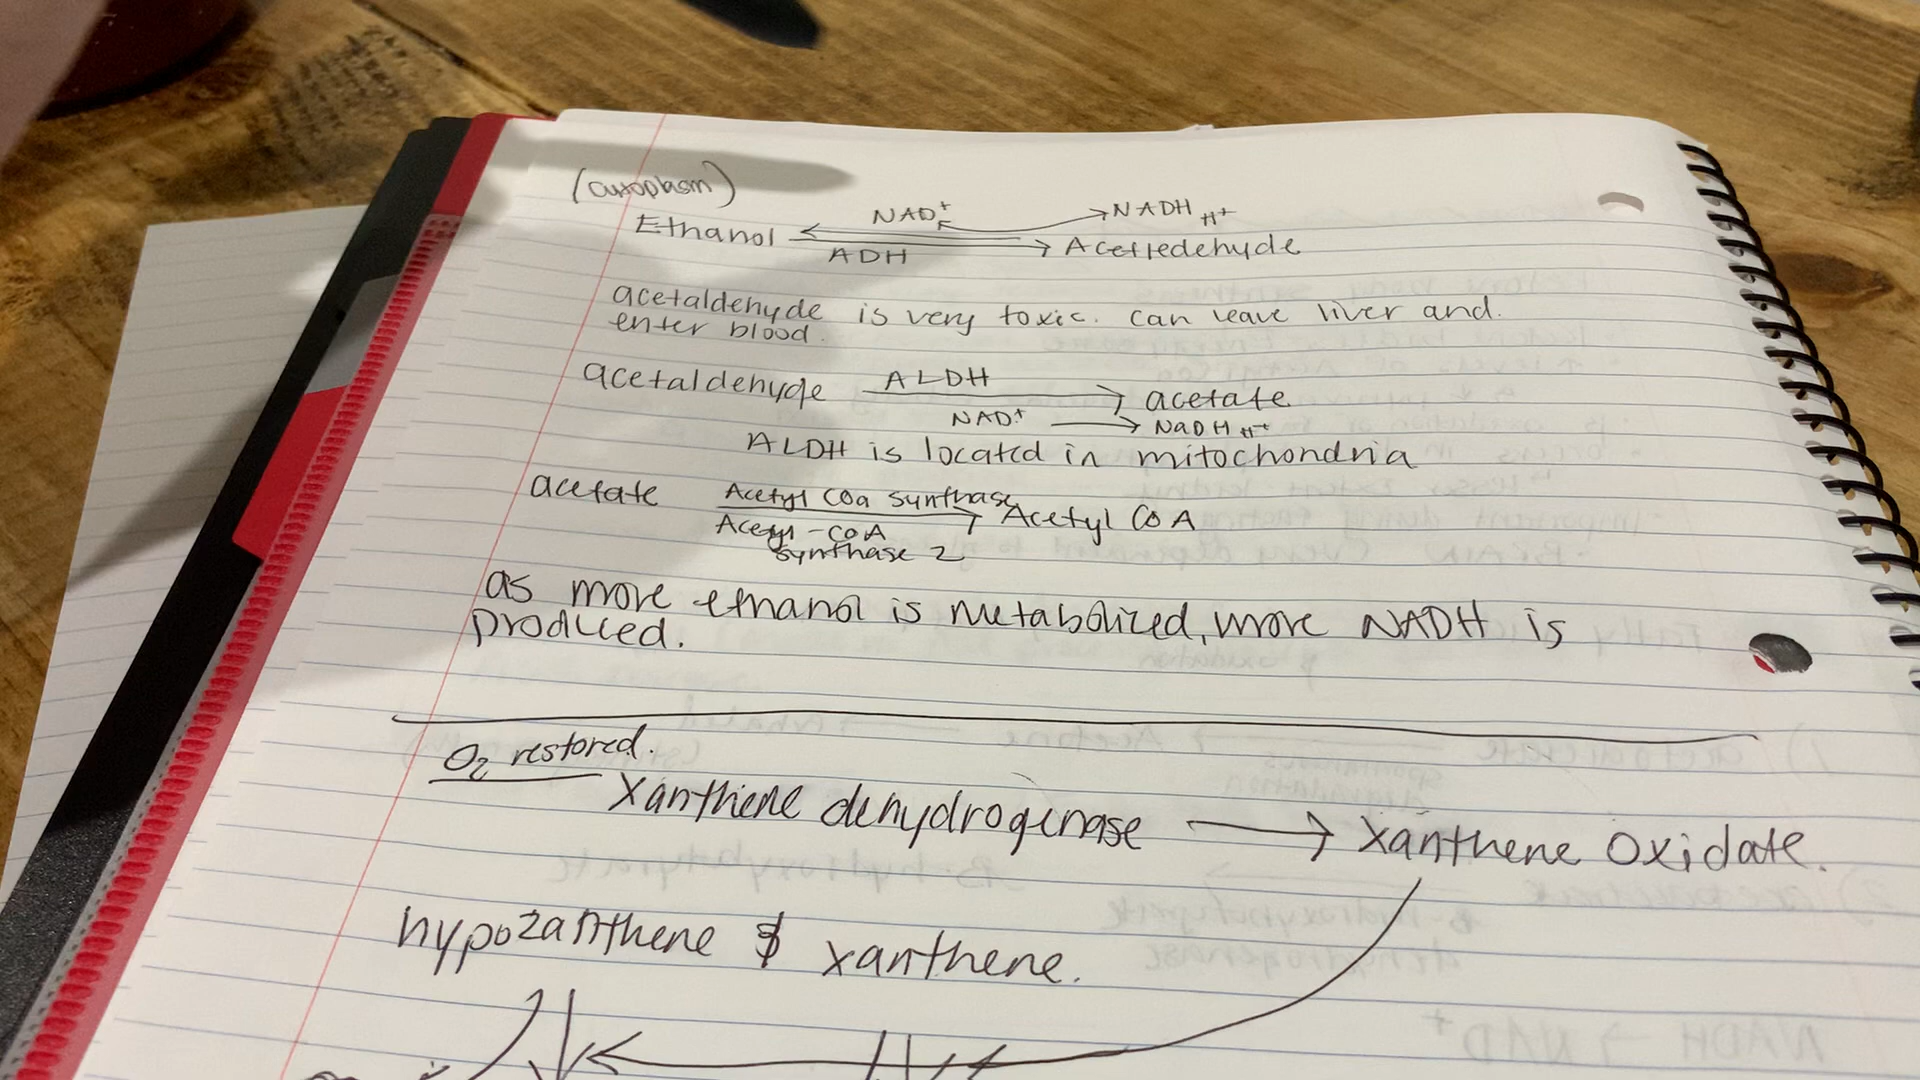 (cytoplasm)
NAD+ NADH H+
Ethanol Acetledehyde
ADH
acetaldehyde is very toxic. can leave liver and.
enter blood.
acetaldehyde ALDH acetate
NAD+ → NaDH H+
ALDH is located in mitochondria
acetate Acetyl Coa synthase Acetyl CoA
Acetyl-CoA
synthase 2
as more ethanol is metabolized, more NADH is
produced.
O2 restored.
Xanthene dehydrogenase → Xanthene Oxidate.
hypozanthene & xanthene.